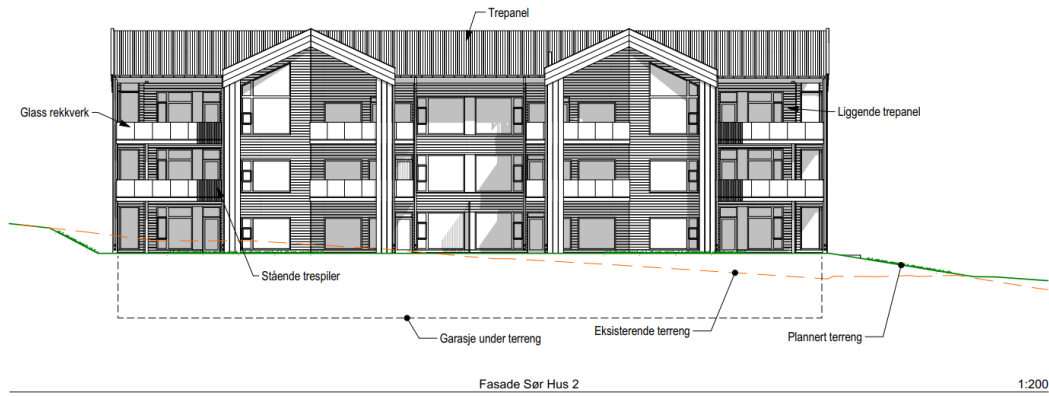 Trepanel
Glass rekkverk
Liggende trepanel
Stående trespiler
Garasje under terreng
Eksisterende terreng
Plannert terreng
Fasade Sør Hus 2
1:200